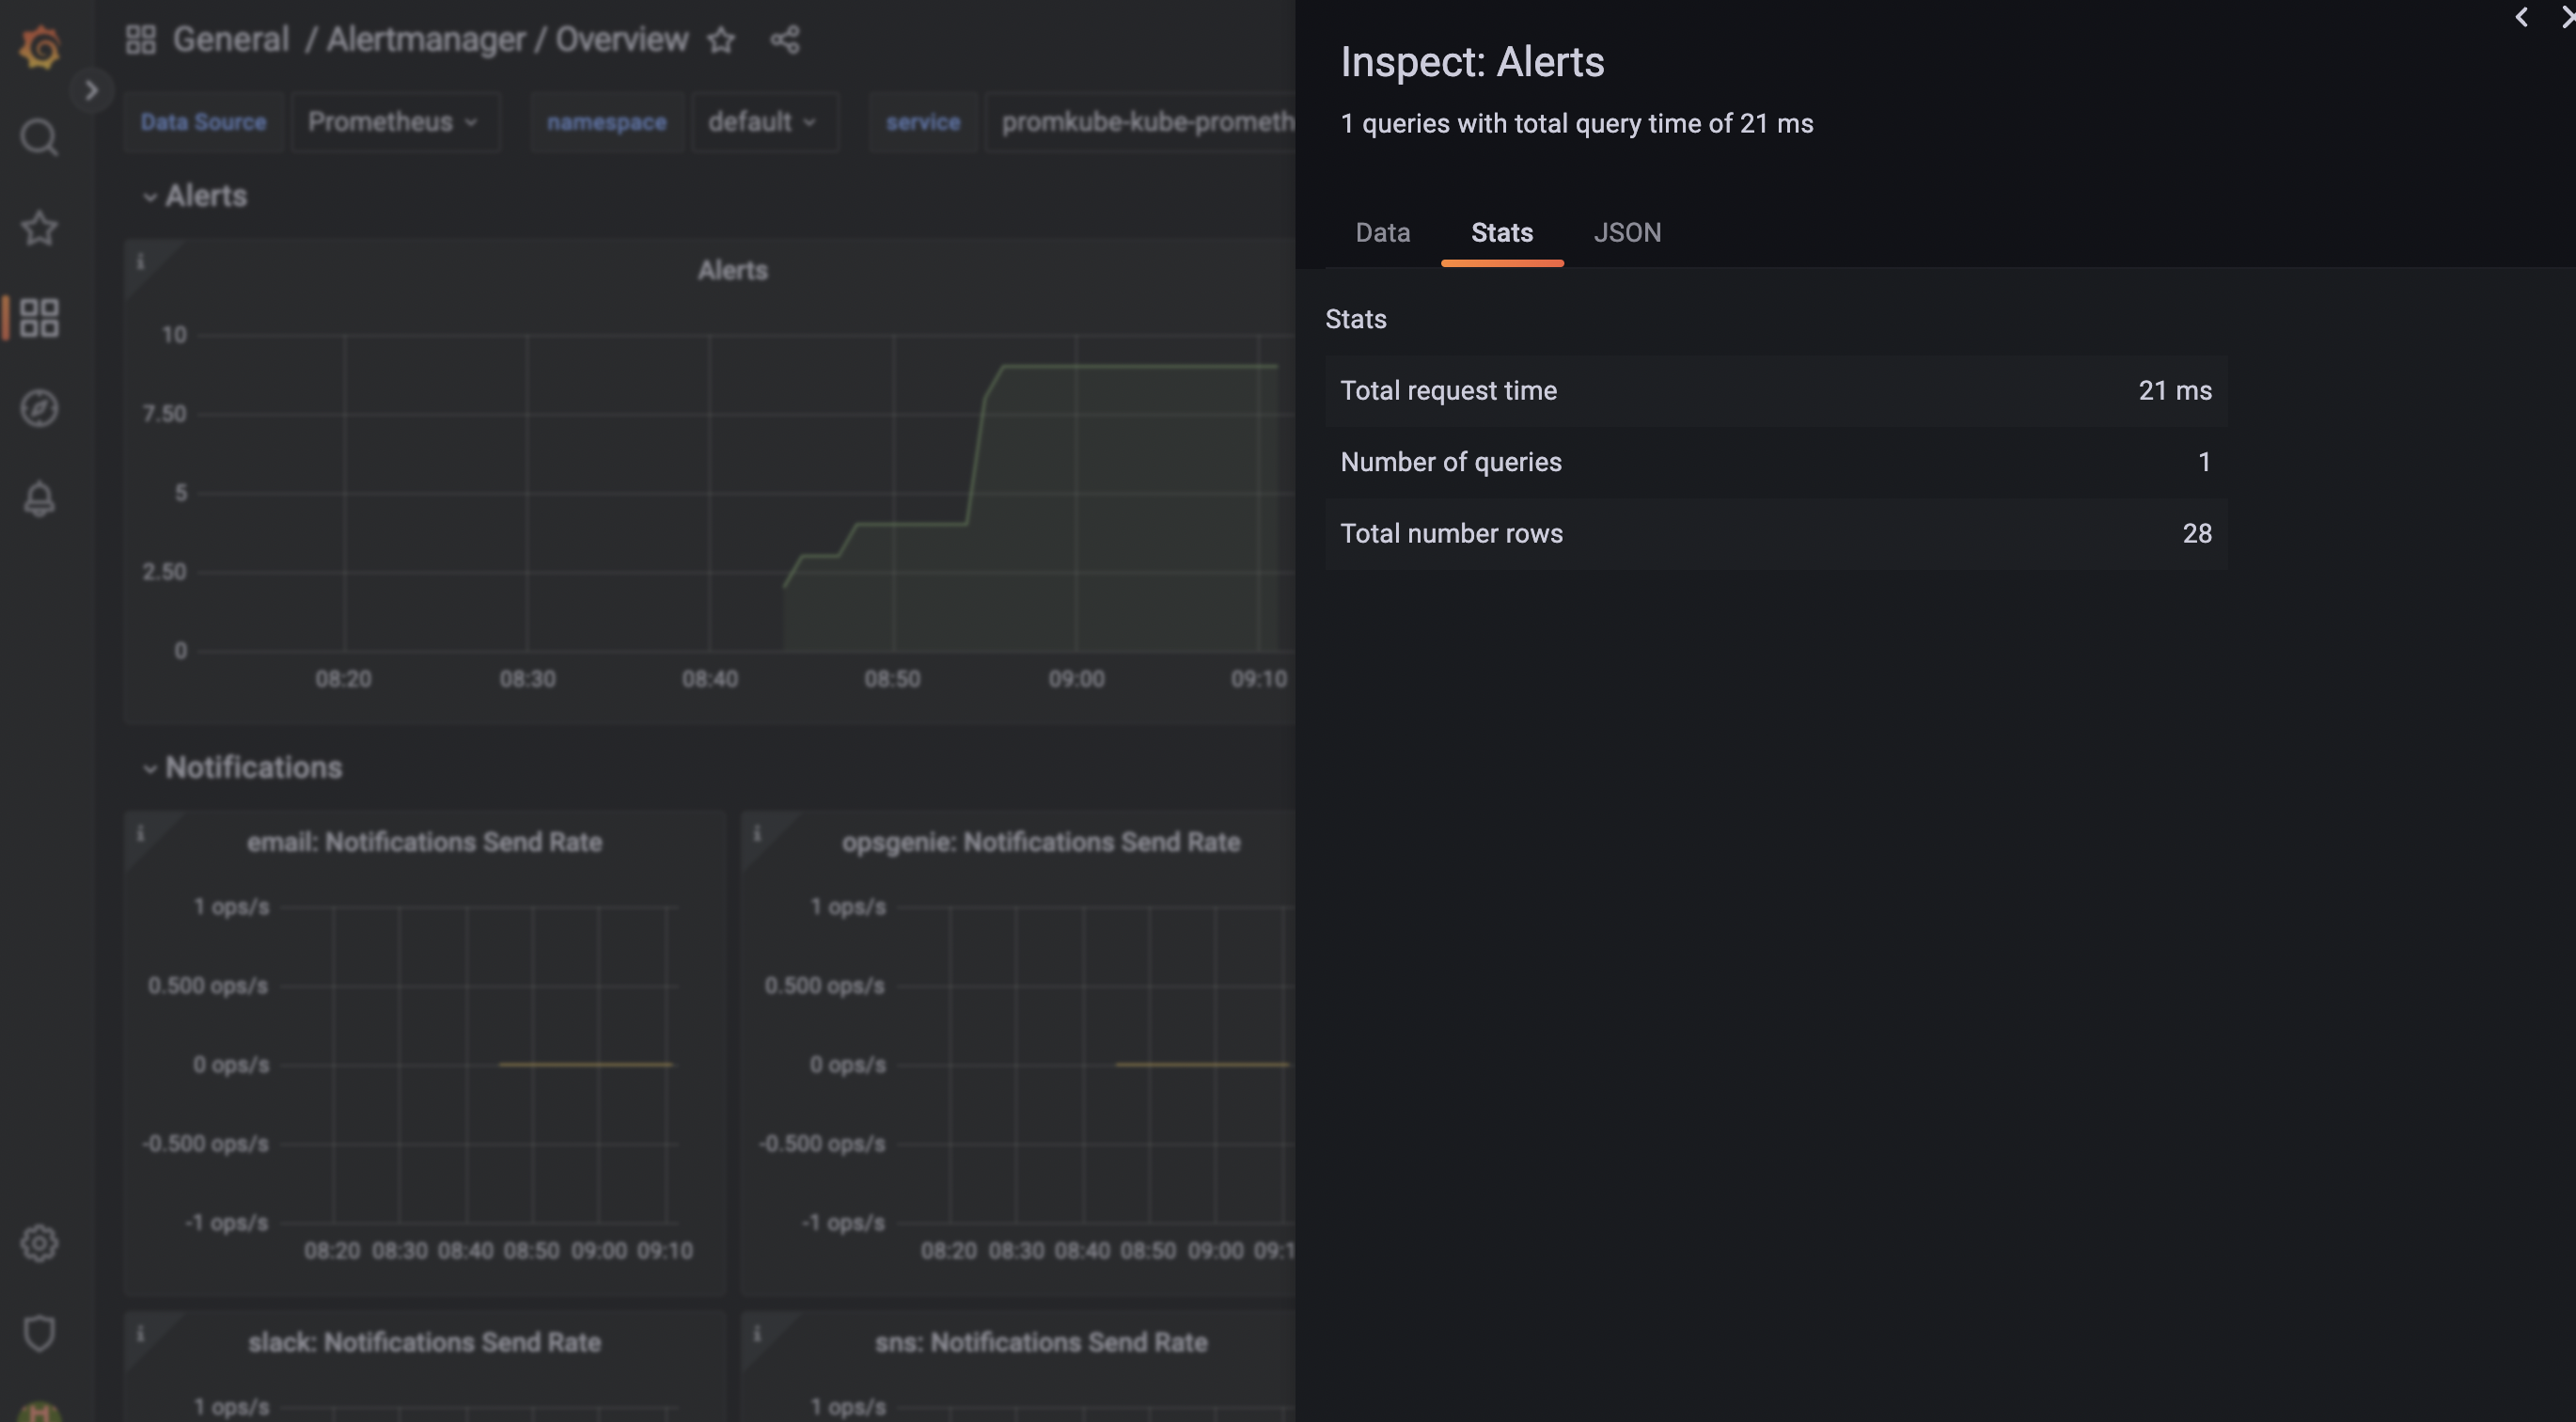 General / Alertmanager / Overview
Data Source Prometheus namespace default service promkube-kube-prometh
Alerts
Alerts
10
7.50
5
2.50
0
08:20 08:30 08:40 08:50 09:00 09:10
Notifications
email: Notifications Send Rate
1 ops/s
0.500 ops/s
0 ops/s
-0.500 ops/s
-1 ops/s
08:20 08:30 08:40 08:50 09:00 09:10
opsgenie: Notifications Send Rate
1 ops/s
0.500 ops/s
0 ops/s
-0.500 ops/s
-1 ops/s
08:20 08:30 08:40 08:50 09:00 09:1
slack: Notifications Send Rate
1 ops/s
sns: Notifications Send Rate
1 ops/s
Inspect: Alerts
1 queries with total query time of 21 ms
Data Stats JSON
Stats
Total request time 21 ms
Number of queries 1
Total number rows 28